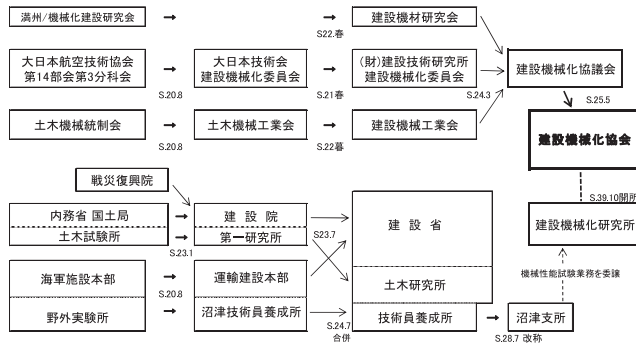 満州/機械化建設研究会
建設機材研究会
S22.春
大日本航空技術協会
第14部会第3分科会
大日本技術会
建設機械化委員会
(財)建設技術研究所
建設機械化委員会
建設機械化協議会
S.20.8
S.21春
S.24.3
S.25.5
土木機械統制会
土木機械工業会
建設機械工業会
建設機械化協会
S.20.8
S.22暮
戦災復興院
S.39.10開所
内務省 国土局
土木試験所
建 設 院
第一研究所
建 設 省
建設機械化研究所
S.23.1
S23.7
海軍施設本部
野外実験所
運輸建設本部
沼津技術員養成所
土木研究所
技術員養成所
機械性能試験業務を委譲
沼津支所
S.20.8
S.24.7
合併
S.28.7 改称